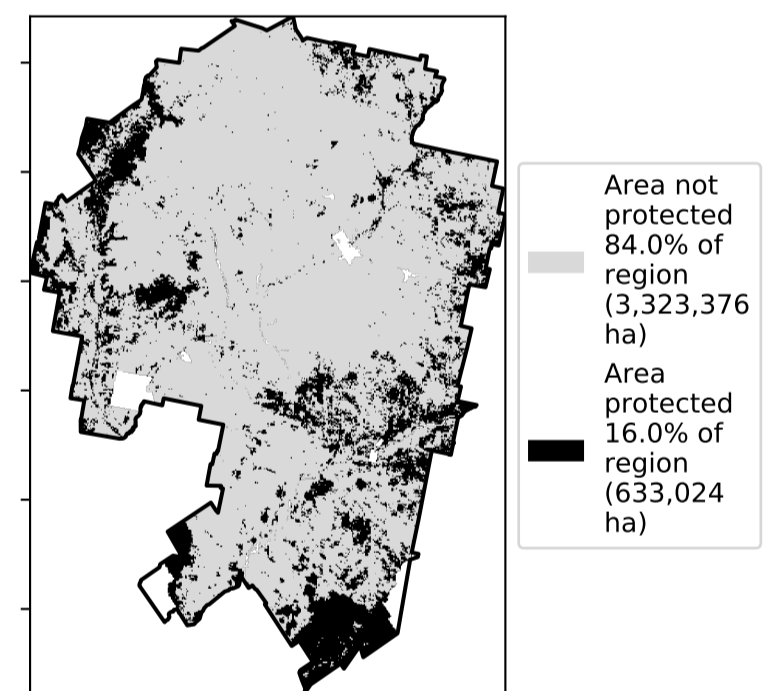 Area not
protected
84.0% of
region
(3,323,376
ha)
Area
protected
16.0% of
region
(633,024
ha)